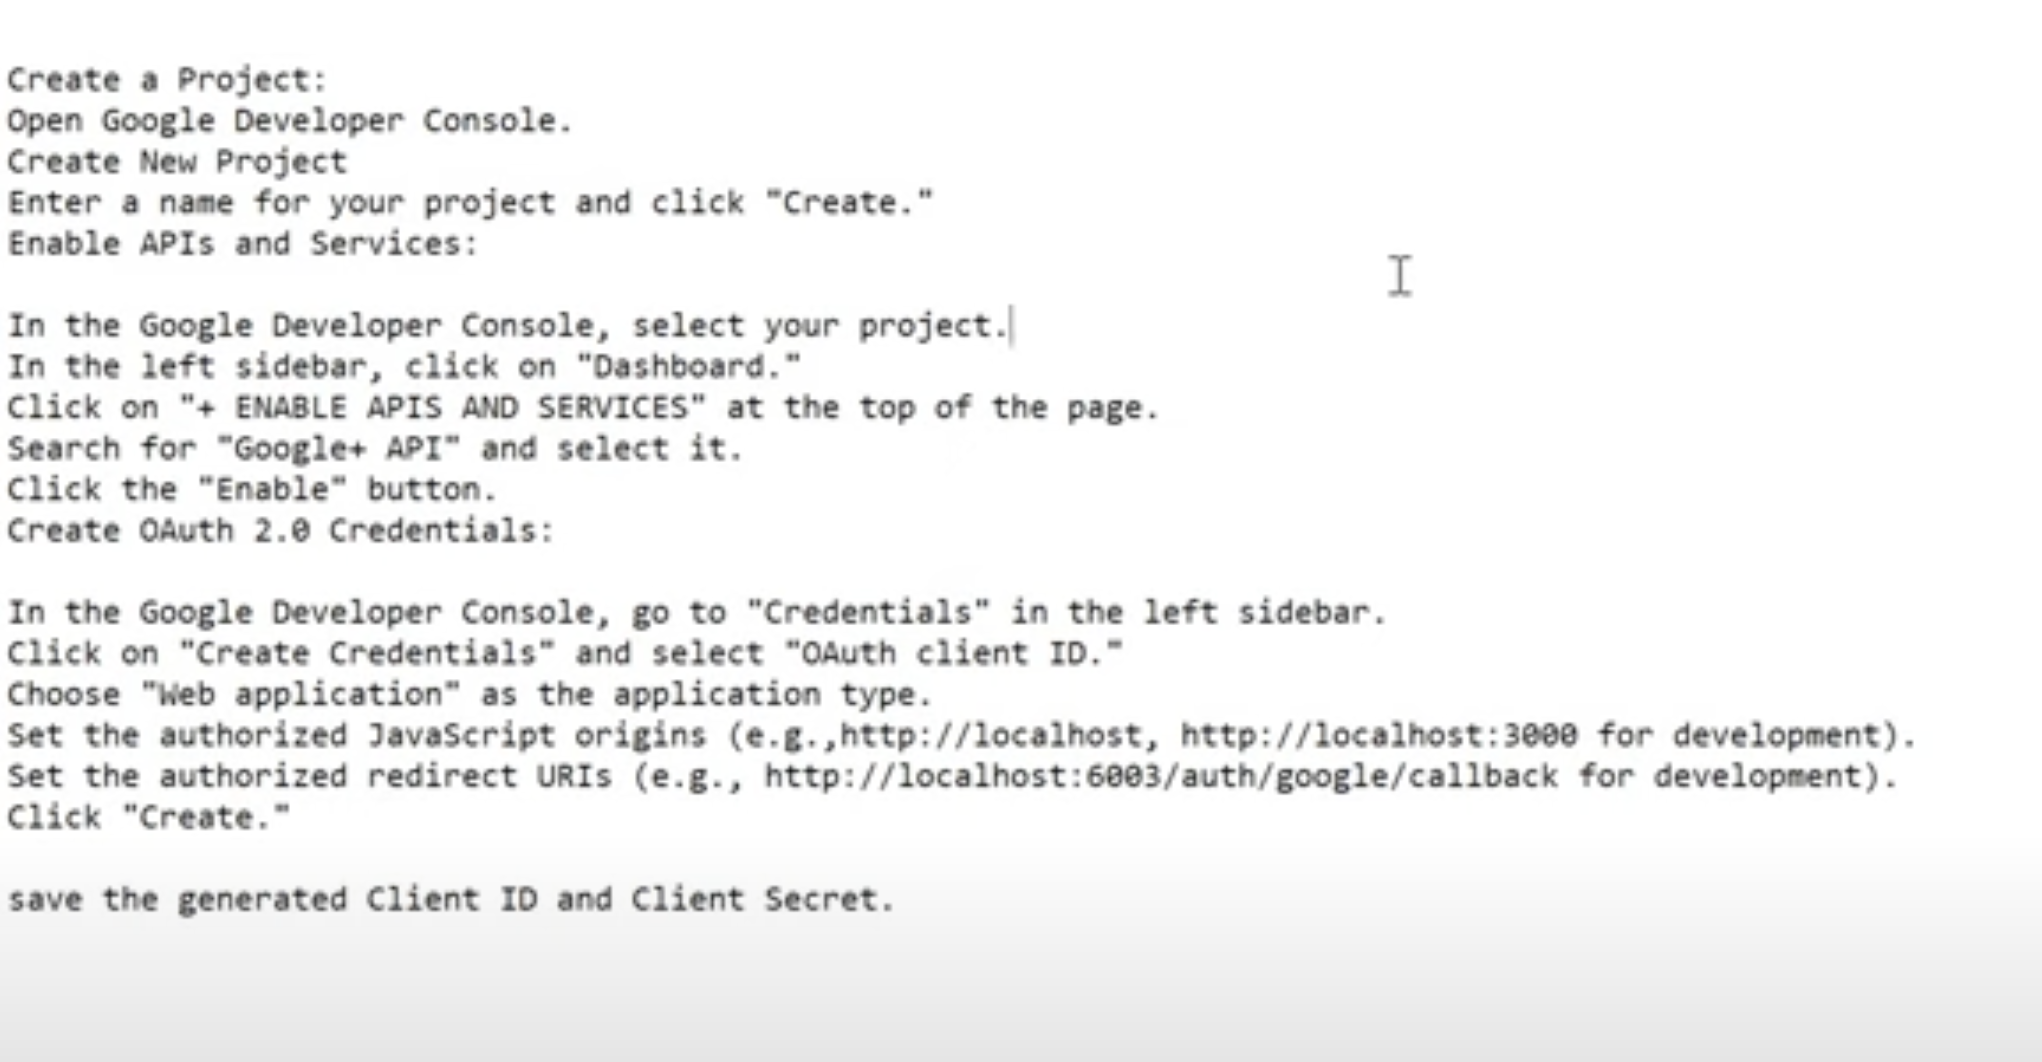 Create a Project:
Open Google Developer Console.
Create New Project
Enter a name for your project and click "Create."
Enable APIs and Services:
In the Google Developer Console, select your project.
In the left sidebar, click on "Dashboard."
Click on "+ ENABLE APIS AND SERVICES" at the top of the page.
Search for "Google+ API" and select it.
Click the "Enable" button.
Create OAuth 2.0 Credentials:
In the Google Developer Console, go to "Credentials" in the left sidebar.
Click on "Create Credentials" and select "OAuth client ID."
Choose "Web application" as the application type.
Set the authorized JavaScript origins (e.g.,http://localhost, http://localhost:3000 for development).
Set the authorized redirect URIs (e.g., http://localhost:6003/auth/google/callback for development).
Click "Create."
save the generated Client ID and Client Secret.